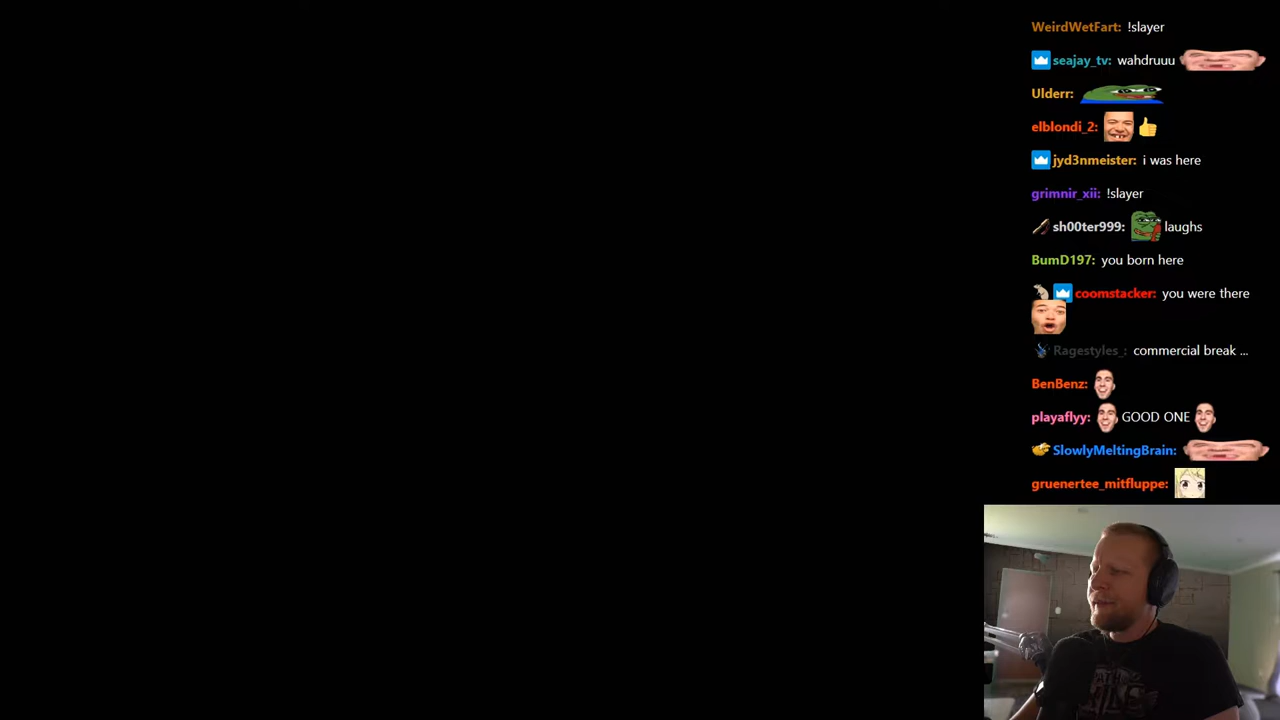 WeirdWetFart: !slayer
seajay_tv: wahdruuu
Ulderr:
elblondi_2:
jyd3nmeister: i was here
grimnir_xii: !slayer
sh00ter999: laughs
BumD197: you born here
coomstacker: you were there
Ragestyles_: commercial break ...
BenBenz:
playaflyy: GOOD ONE
SlowlyMeltingBrain:
gruenertee_mitfluppe: